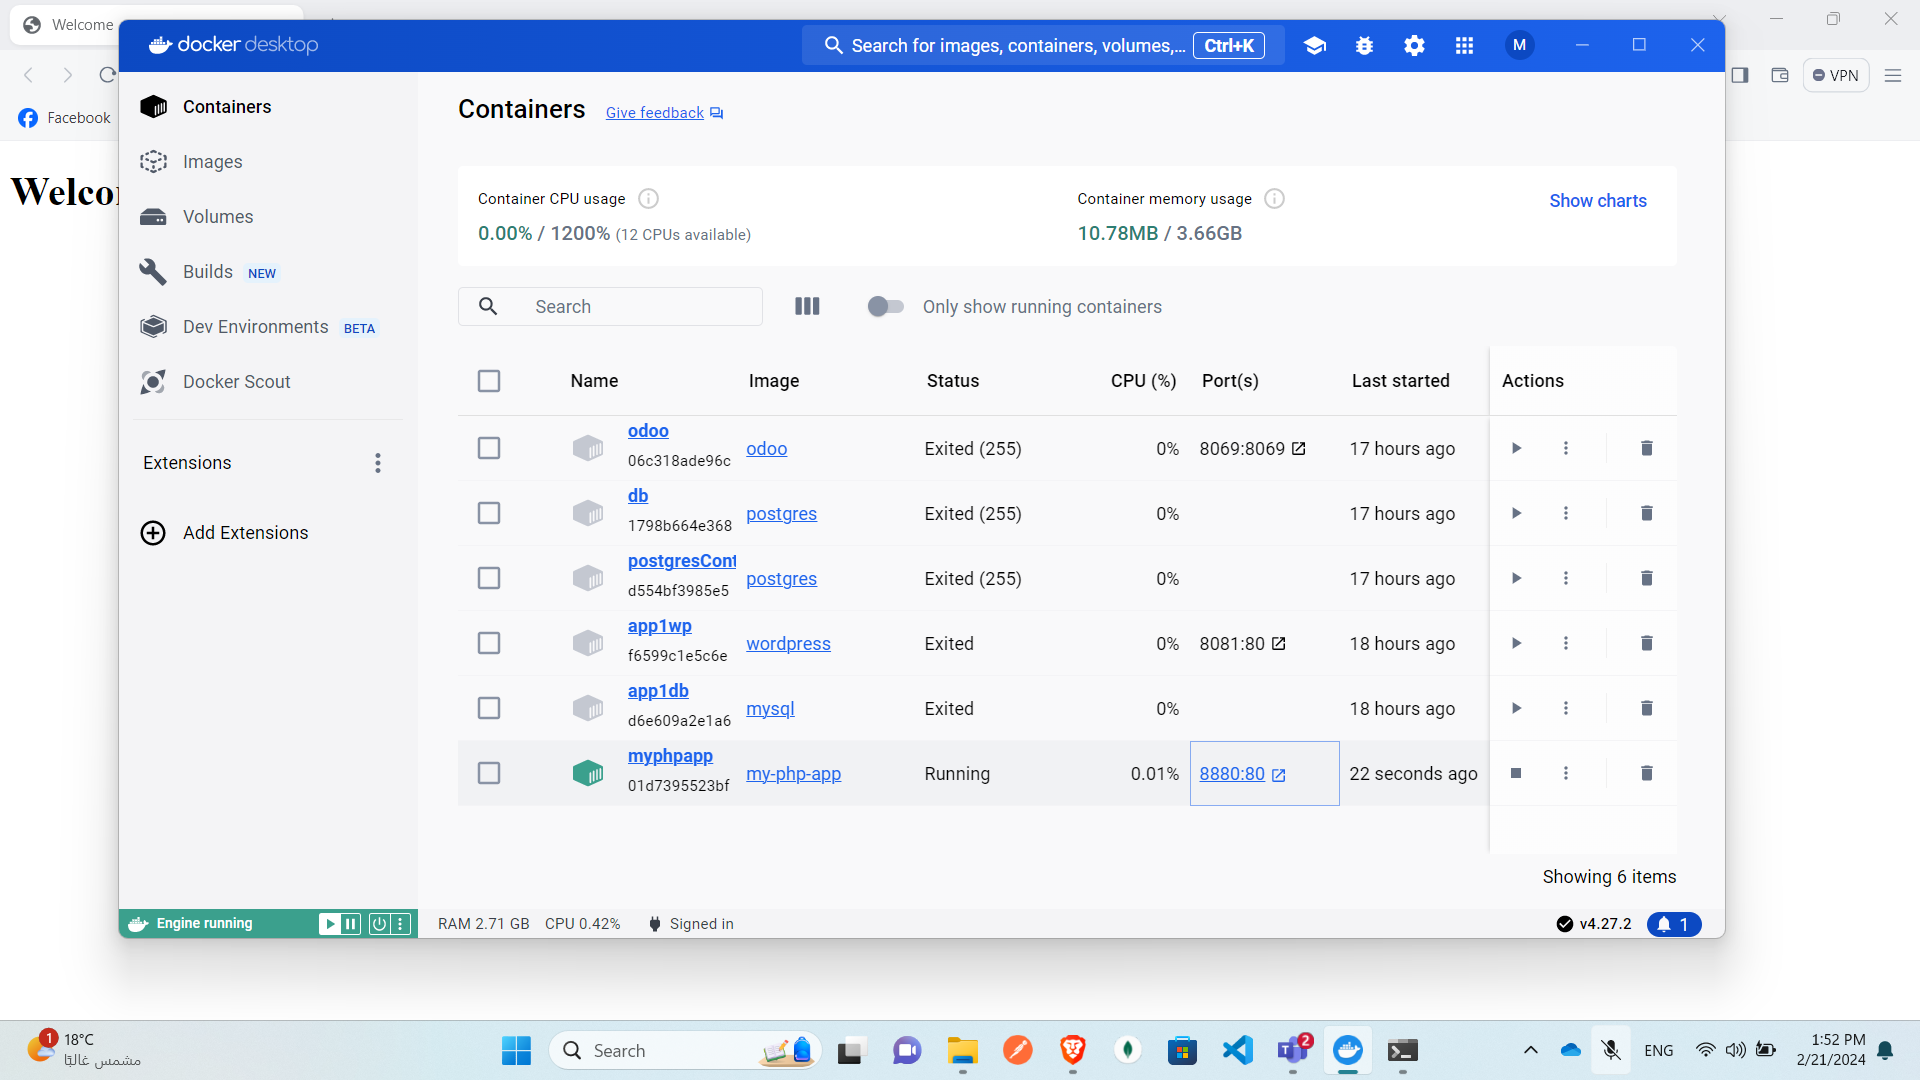 Welcome
docker desktop
Search for images, containers, volumes,... Ctrl+K
M
VPN
Facebook
Welco
Containers
Images
Volumes
Builds NEW
Dev Environments BETA
Docker Scout
Extensions
Add Extensions
Containers Give feedback
Container CPU usage
0.00% / 1200% (12 CPUs available)
Container memory usage
10.78MB / 3.66GB
Show charts
Search
Only show running containers
Name Image Status CPU (%) Port(s) Last started Actions
odoo
06c318ade96c odoo Exited (255) 0% 8069:8069 17 hours ago
db
1798b664e368 postgres Exited (255) 0% 17 hours ago
postgresCont
d554bf3985e5 postgres Exited (255) 0% 17 hours ago
app1wp
f6599c1e5c6e wordpress Exited 0% 8081:80 18 hours ago
app1db
d6e609a2e1a6 mysql Exited 0% 18 hours ago
myphpapp
01d7395523bf my-php-app Running 0.01% 8880:80 22 seconds ago
Showing 6 items
Engine running
RAM 2.71 GB CPU 0.42% Signed in
v4.27.2 1
1
18°C
مشمس غالبًا
Search
2
ENG
1:52 PM
2/21/2024